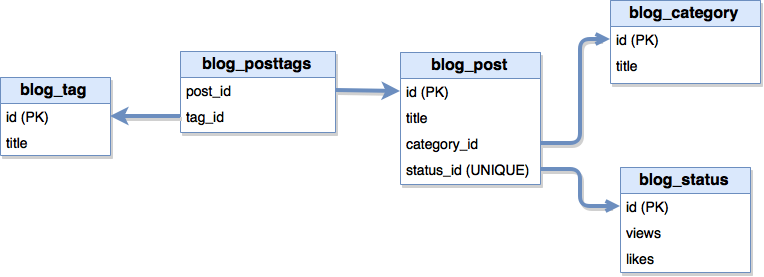 blog_tag
id (PK)
title
blog_posttags
post_id
tag_id
blog_post
id (PK)
title
category_id
status_id (UNIQUE)
blog_category
id (PK)
title
blog_status
id (PK)
views
likes